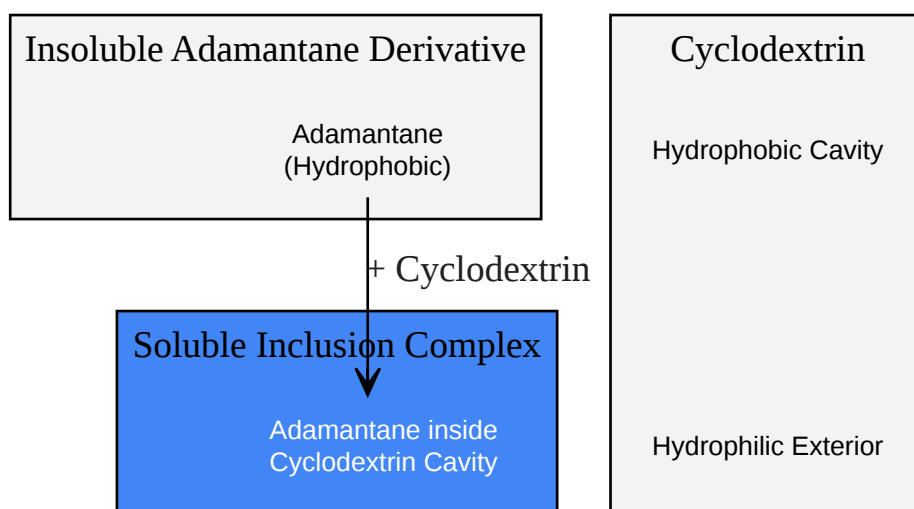 Insoluble Adamantane Derivative
Adamantane
(Hydrophobic)
+ Cyclodextrin
Soluble Inclusion Complex
Adamantane inside
Cyclodextrin Cavity
Cyclodextrin
Hydrophobic Cavity
Hydrophilic Exterior